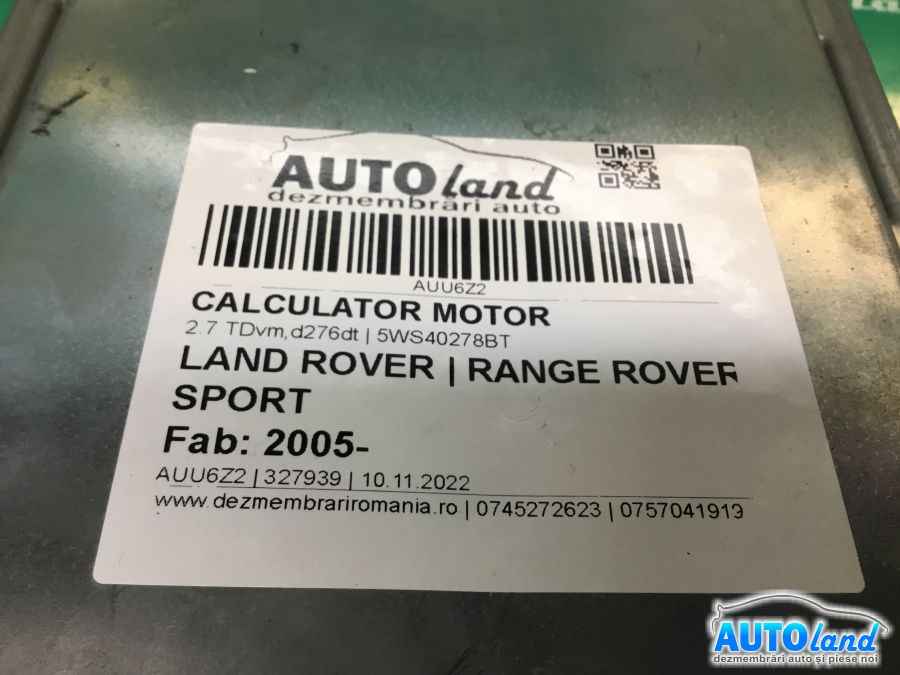 AUTOland
dezmembrari auto
AUU6Z2
CALCULATOR MOTOR
2.7 TDvm,d276dt | 5WS40278BT
LAND ROVER | RANGE ROVER
SPORT
Fab: 2005-
AUU6Z2 | 327939 | 10.11.2022
www.dezmembrariromania.ro | 0745272623 | 0757041919
AUTOland
dezmembrări auto și piese noi